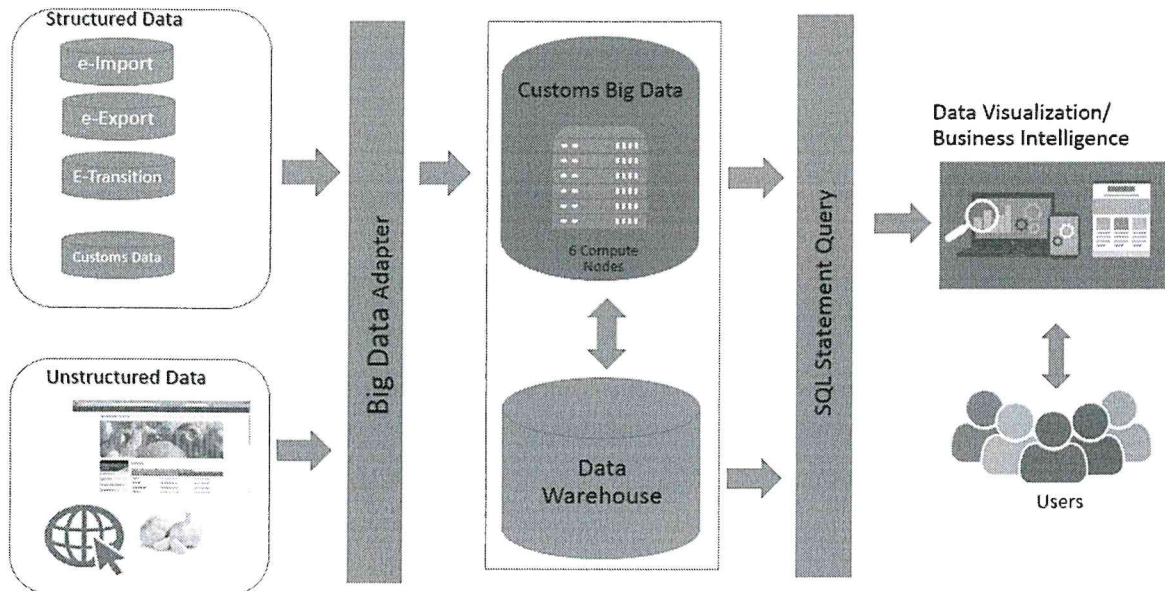 Structured Data
e-Import
e-Export
E-Transition
Customs Data
Unstructured Data
Big Data Adapter
Customs Big Data
6 Compute
Nodes
Data
Warehouse
SQL Statement Query
Data Visualization/
Business Intelligence
Users